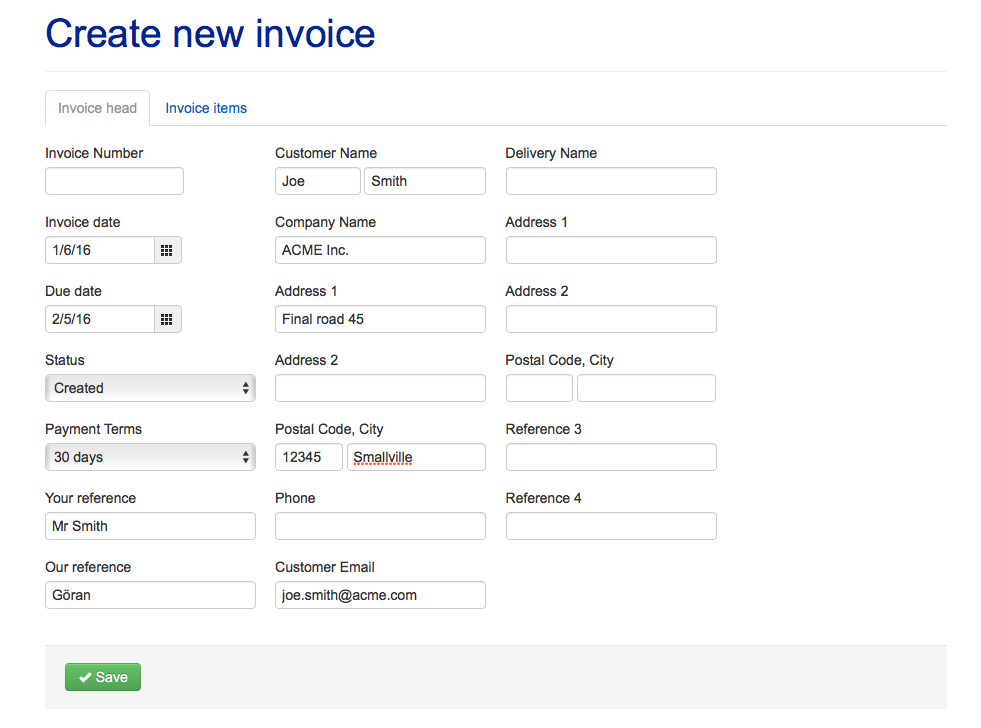 Create new invoice
Invoice head Invoice items
Invoice Number Customer Name Delivery Name
Joe Smith
Invoice date Company Name Address 1
1/6/16 ACME Inc.
Due date Address 1 Address 2
2/5/16 Final road 45
Status Address 2 Postal Code, City
Created
Payment Terms Postal Code, City Reference 3
30 days 12345 Smallville
Your reference Phone Reference 4
Mr Smith
Our reference Customer Email
Göran joe.smith@acme.com
Save